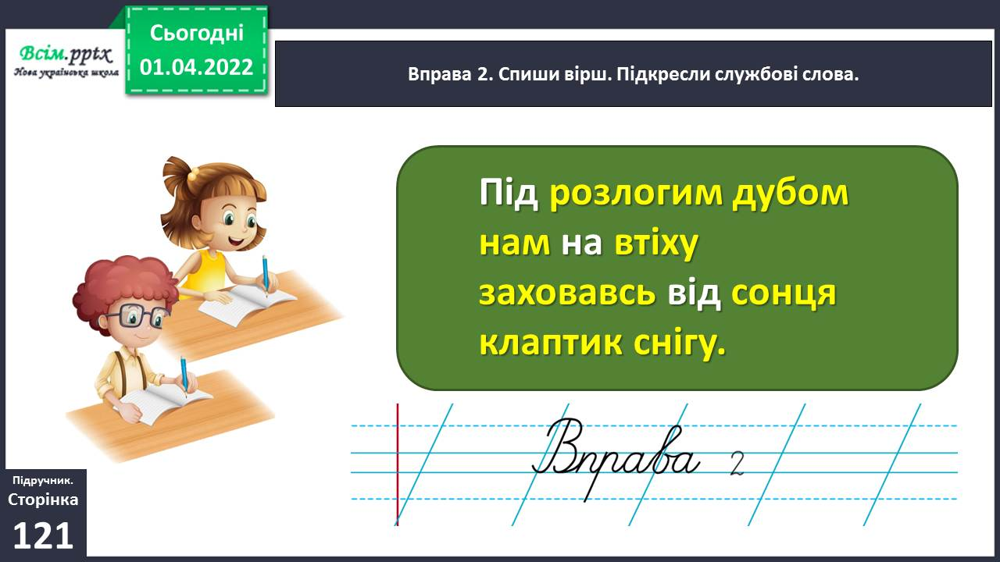 Всім.pptx
Нова українська школа
Сьогодні
01.04.2022
Вправа 2. Спиши вірш. Підкресли службові слова.
Під розлогим дубом
нам на втіху
заховавсь від сонця
клаптик снігу.
Вправа 2
Підручник.
Сторінка
121